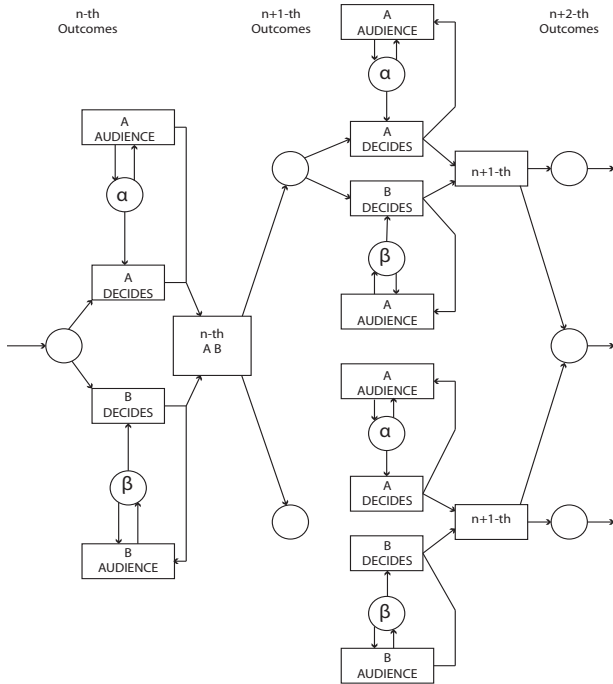 n-th
Outcomes
n+1-th
Outcomes
n+2-th
Outcomes
A
AUDIENCE
α
A
DECIDES
B
DECIDES
β
B
AUDIENCE
n-th
A B
A
AUDIENCE
α
A
DECIDES
B
DECIDES
β
A
AUDIENCE
n+1-th
A
AUDIENCE
α
A
DECIDES
B
DECIDES
β
B
AUDIENCE
n+1-th